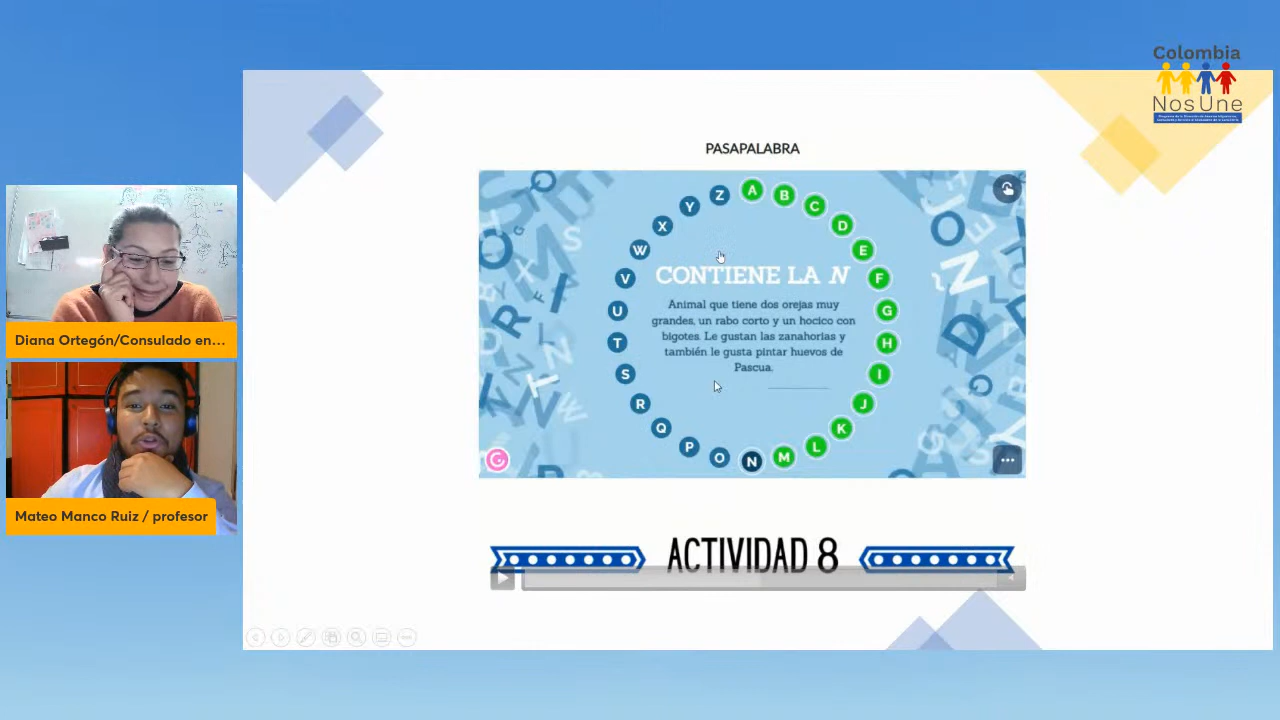 Colombia
NosUne
PASAPALABRA
A
B
C
D
E
F
G
H
I
J
K
L
M
N
O
P
Q
R
S
T
U
V
W
X
Y
Z
CONTIENE LA N
Animal que tiene dos orejas muy
grandes, un rabo corto y un hocico con
bigotes. Le gustan las zanahorias y
también le gusta pintar huevos de
Pascua.
Diana Ortegón/Consulado en...
Mateo Manco Ruiz / profesor
ACTIVIDAD 8